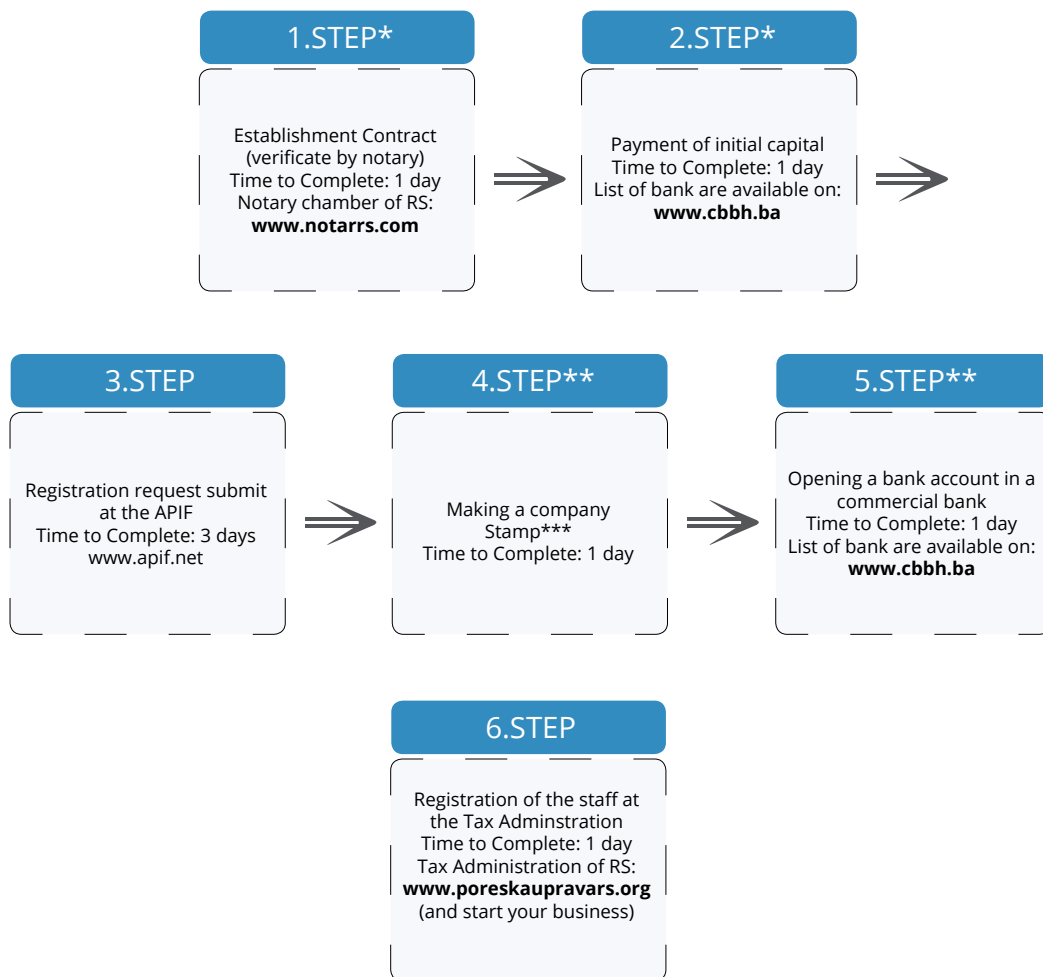 1.STEP*
Establishment Contract
(verificate by notary)
Time to Complete: 1 day
Notary chamber of RS:
www.notarrs.com
2.STEP*
Payment of initial capital
Time to Complete: 1 day
List of bank are available on:
www.cbbh.ba
3.STEP
Registration request submit
at the APIF
Time to Complete: 3 days
www.apif.net
4.STEP**
Making a company
Stamp***
Time to Complete: 1 day
5.STEP**
Opening a bank account in a
commercial bank
Time to Complete: 1 day
List of bank are available on:
www.cbbh.ba
6.STEP
Registration of the staff at
the Tax Adminstration
Time to Complete: 1 day
Tax Administration of RS:
www.poreskaupravars.org
(and start your business)